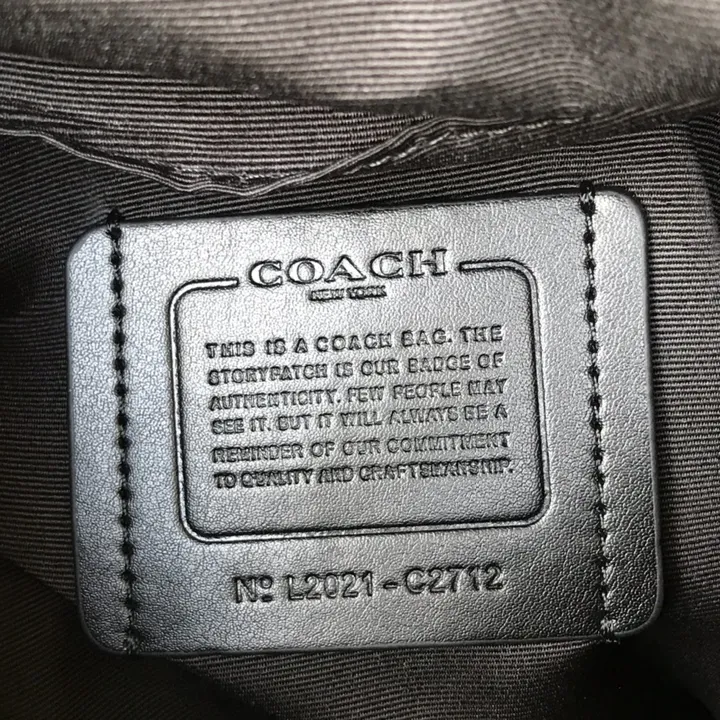 COACH
NEW YORK
THIS IS A COACH BAG. THE
STORYPATCH IS OUR BADGE OF
AUTHENTICITY. FEW PEOPLE MAY
SEE IT. BUT IT WILL ALWAYS BE A
REMINDER OF OUR COMMITMENT
TO QUALITY AND CRAFTSMANSHIP.
Nº L2021-C2712